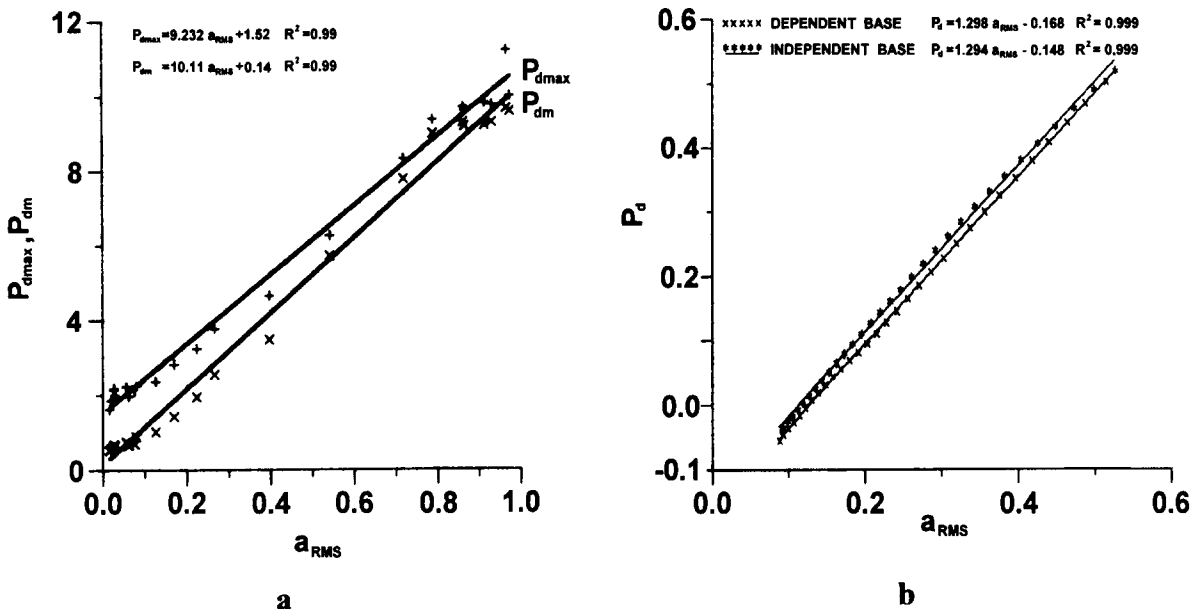 P_dmax=9.232 a_RMS+1.52 R²=0.99
P_dm =10.11 a_RMS+0.14 R²=0.99
P_dmax
P_dm
P_dmax, P_dm
12
8
4
0
0.0 0.2 0.4 0.6 0.8 1.0
a_RMS
a
××××× DEPENDENT BASE P_d=1.298 a_RMS - 0.168 R²=0.999
***** INDEPENDENT BASE P_d=1.294 a_RMS - 0.148 R²=0.999
P_d
0.6
0.4
0.2
0.0
-0.1
0.0 0.2 0.4 0.6
a_RMS
b